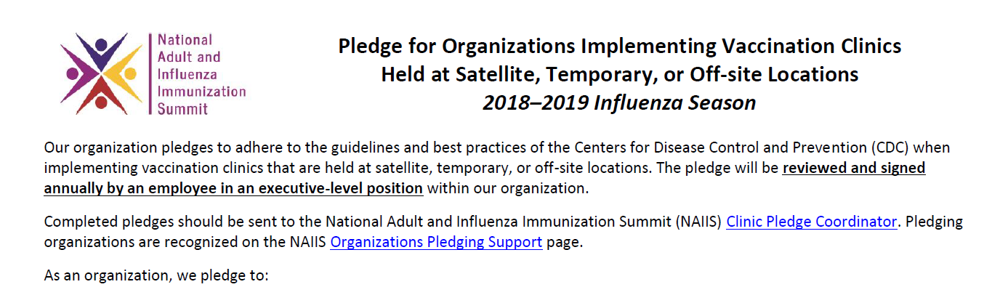 National
Adult and
Influenza
Immunization
Summit
Pledge for Organizations Implementing Vaccination Clinics
Held at Satellite, Temporary, or Off-site Locations
2018–2019 Influenza Season
Our organization pledges to adhere to the guidelines and best practices of the Centers for Disease Control and Prevention (CDC) when
implementing vaccination clinics that are held at satellite, temporary, or off-site locations. The pledge will be reviewed and signed
annually by an employee in an executive-level position within our organization.
Completed pledges should be sent to the National Adult and Influenza Immunization Summit (NAIIS) Clinic Pledge Coordinator. Pledging
organizations are recognized on the NAIIS Organizations Pledging Support page.
As an organization, we pledge to: